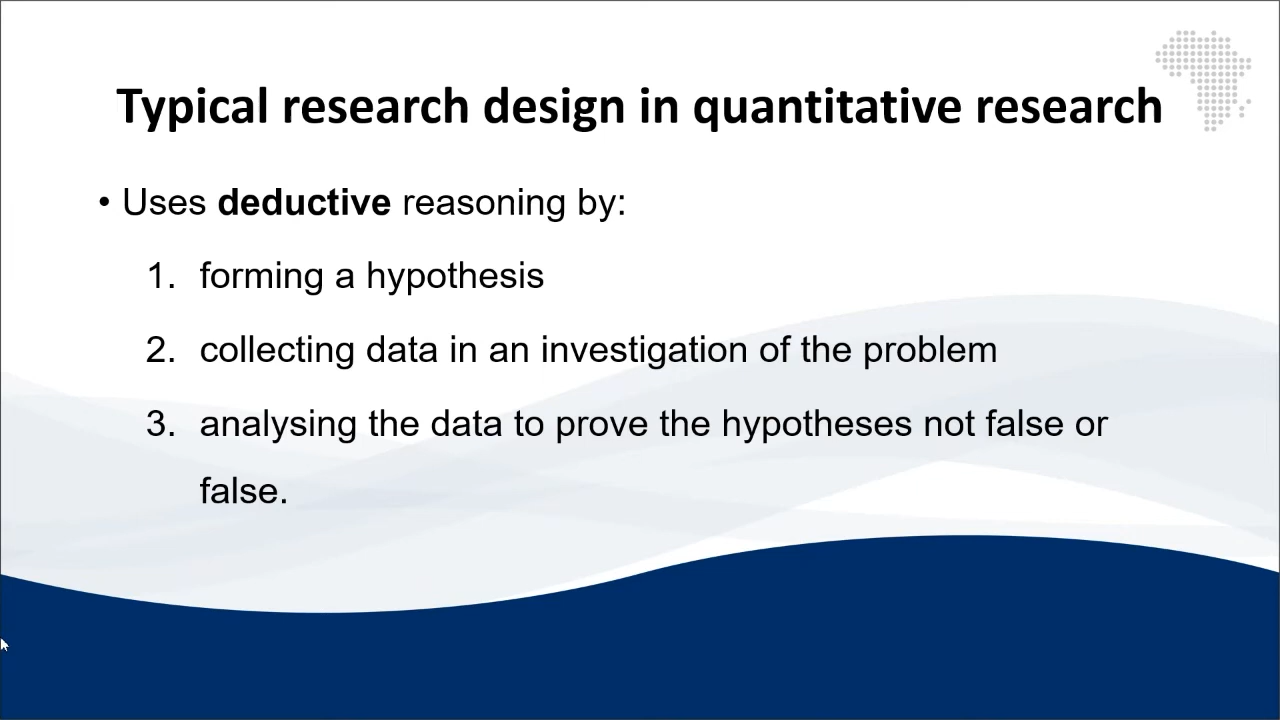 Typical research design in quantitative research
• Uses deductive reasoning by:
1. forming a hypothesis
2. collecting data in an investigation of the problem
3. analysing the data to prove the hypotheses not false or
false.